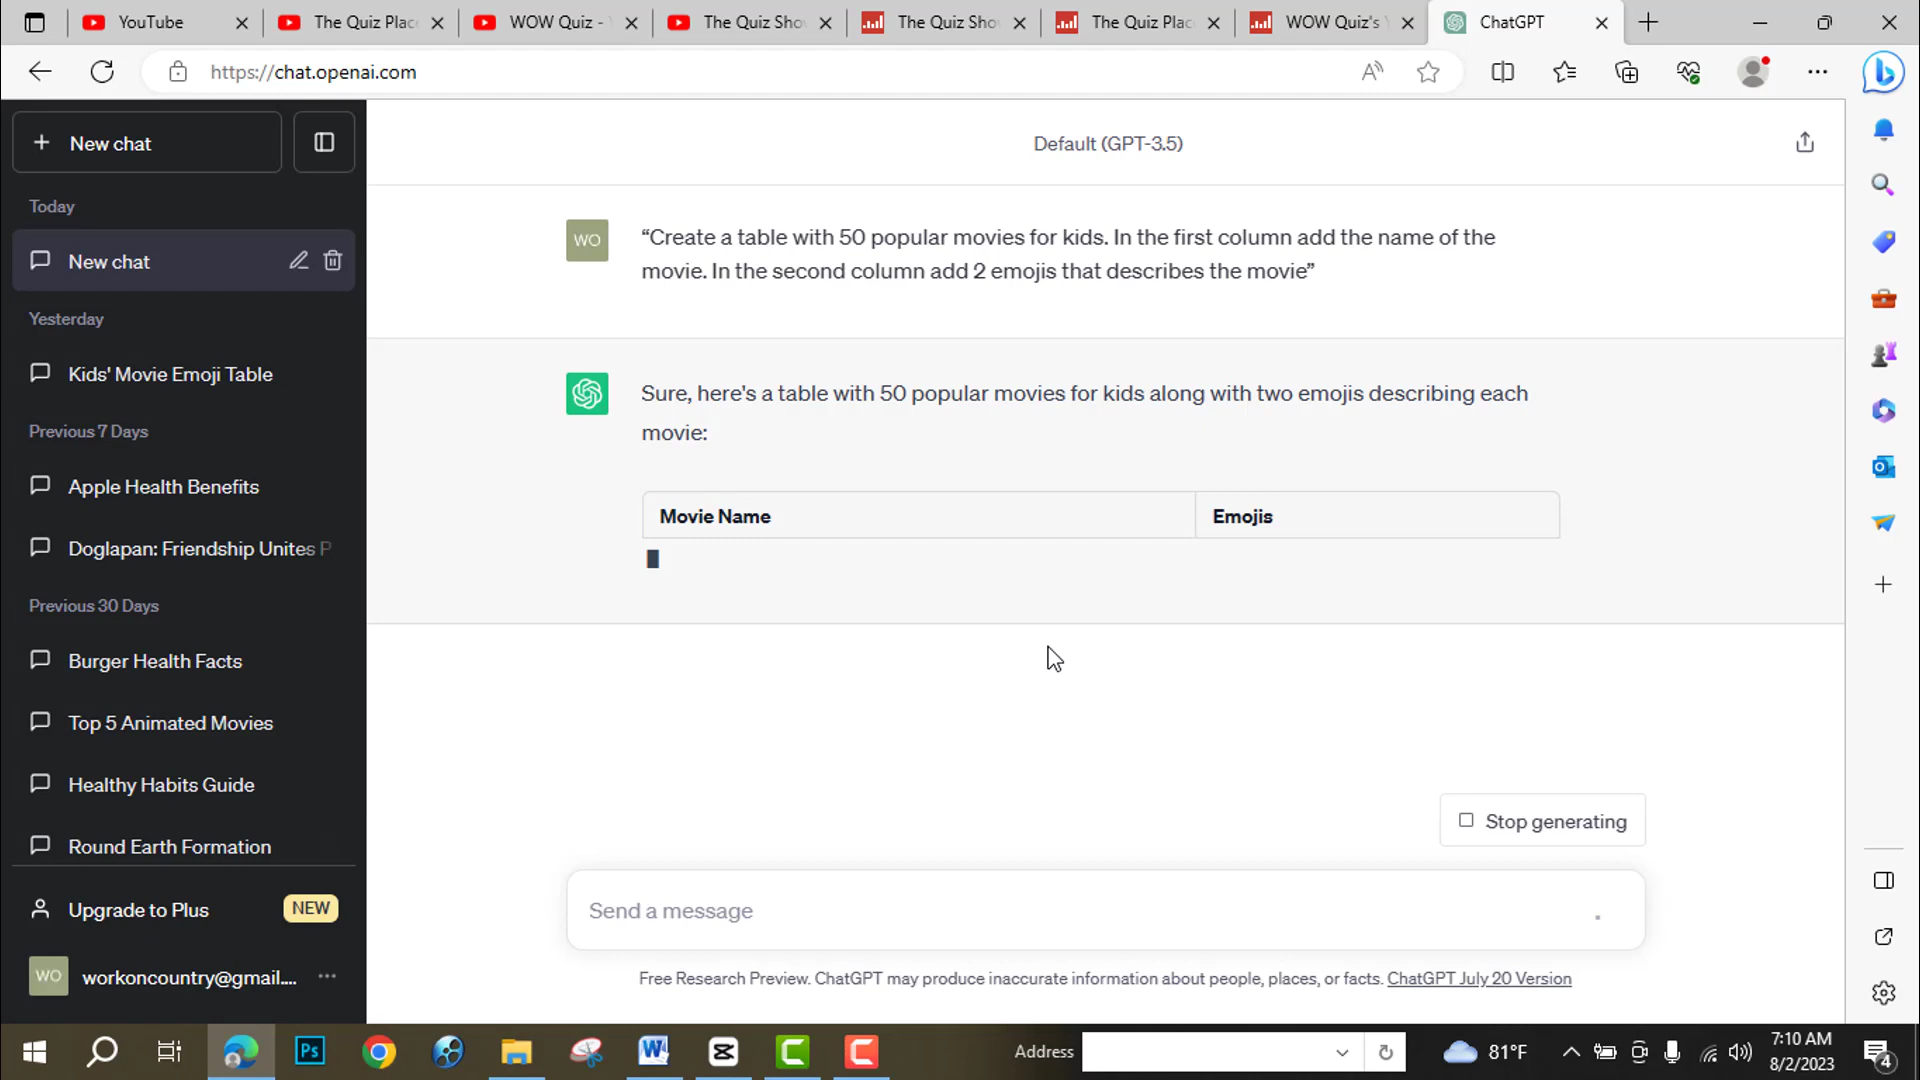 YouTube
The Quiz Plac
WOW Quiz -
The Quiz Sho
The Quiz Sho
The Quiz Plac
WOW Quiz's
ChatGPT
https://chat.openai.com
New chat
Default (GPT-3.5)
Today
New chat
Yesterday
Kids' Movie Emoji Table
Previous 7 Days
Apple Health Benefits
Doglapan: Friendship Unites P
Previous 30 Days
Burger Health Facts
Top 5 Animated Movies
Healthy Habits Guide
Round Earth Formation
Upgrade to Plus
NEW
WO
workoncountry@gmail....
WO
“Create a table with 50 popular movies for kids. In the first column add the name of the
movie. In the second column add 2 emojis that describes the movie”
Sure, here's a table with 50 popular movies for kids along with two emojis describing each
movie:
Movie Name
Emojis
Stop generating
Send a message
Free Research Preview. ChatGPT may produce inaccurate information about people, places, or facts. ChatGPT July 20 Version
Ps
Address
81°F
7:10 AM
8/2/2023
4